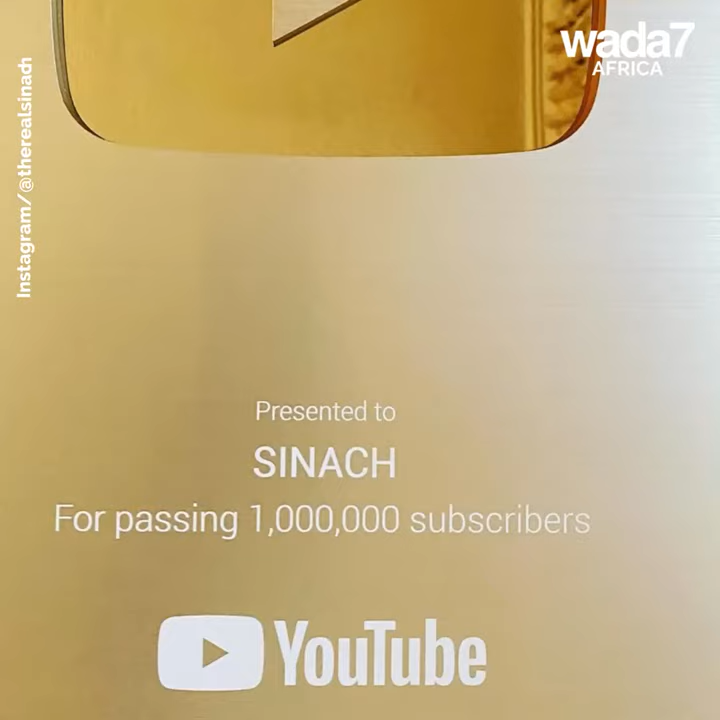 wada7
AFRICA
Instagram/@therealsinach
Presented to
SINACH
For passing 1,000,000 subscribers
YouTube